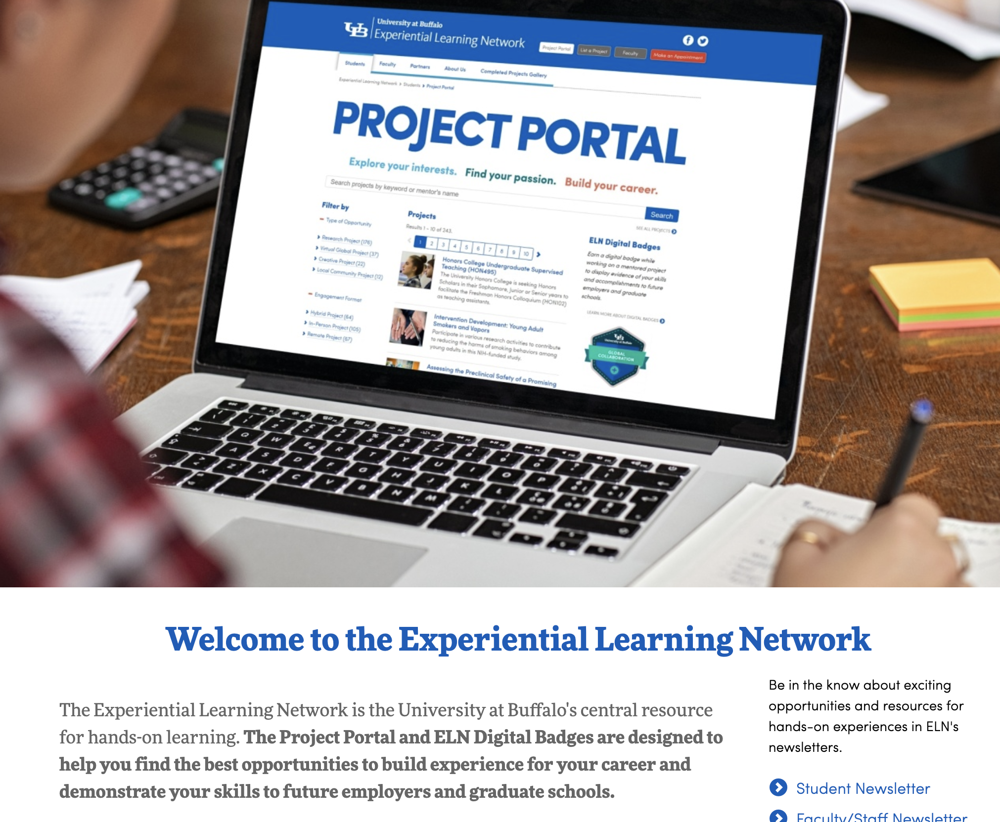 University at Buffalo
Experiential Learning Network
Project Portal
List a Project
Faculty
Make an Appointment
Students
Faculty
Partners
About Us
Completed Projects Gallery
Experiential Learning Network > Students > Project Portal
PROJECT PORTAL
Explore your interests. Find your passion. Build your career.
Search projects by keyword or mentor's name
Search
SEE ALL PROJECTS
Filter by
Type of Opportunity
Research Project (176)
Virtual Global Project (37)
Creative Project (22)
Local Community Project (12)
Engagement Format
Hybrid Project (64)
In-Person Project (105)
Remote Project (67)
Projects
Results 1 - 10 of 243.
1 2 3 4 5 6 7 8 9 10
Honors College Undergraduate Supervised
Teaching (HON495)
The University Honors College is seeking Honors
Scholars in their Sophomore, Junior or Senior years to
facilitate the Freshman Honors Colloquium (HON102)
as teaching assistants.
Intervention Development: Young Adult
Smokers and Vapors
Participate in various research activities to contribute
to reducing the harms of smoking behaviors among
young adults in this NIH-funded study.
Assessing the Preclinical Safety of a Promising
ELN Digital Badges
Earn a digital badge while
working on a mentored project
to display evidence of your skills
and accomplishments to future
employers and graduate
schools.
LEARN MORE ABOUT DIGITAL BADGES
UB
University at Buffalo
GLOBAL
COLLABORATION
Q W E R T Y U I O P
A S D F G H J K L
Z X C V B N M
Welcome to the Experiential Learning Network
The Experiential Learning Network is the University at Buffalo's central resource
for hands-on learning. The Project Portal and ELN Digital Badges are designed to
help you find the best opportunities to build experience for your career and
demonstrate your skills to future employers and graduate schools.
Be in the know about exciting
opportunities and resources for
hands-on experiences in ELN's
newsletters.
Student Newsletter
Faculty/Staff Newsletter